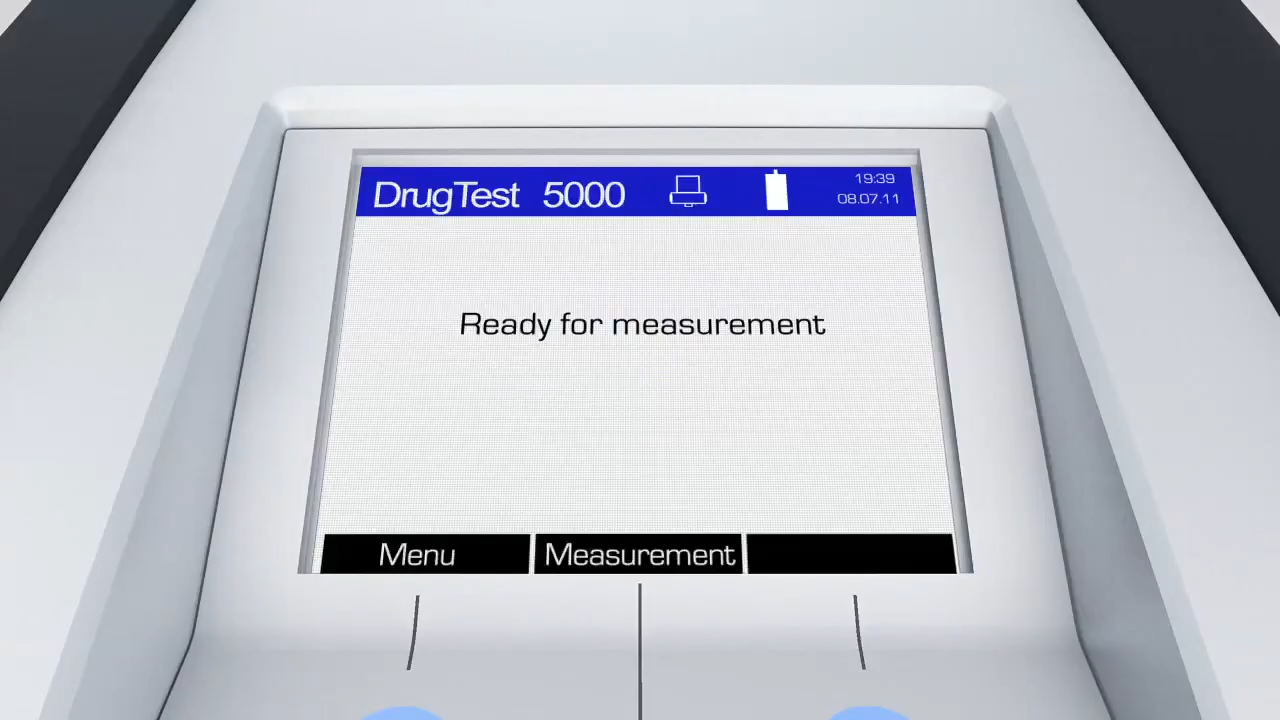 DrugTest 5000
19:39
08.07.11
Ready for measurement
Menu
Measurement